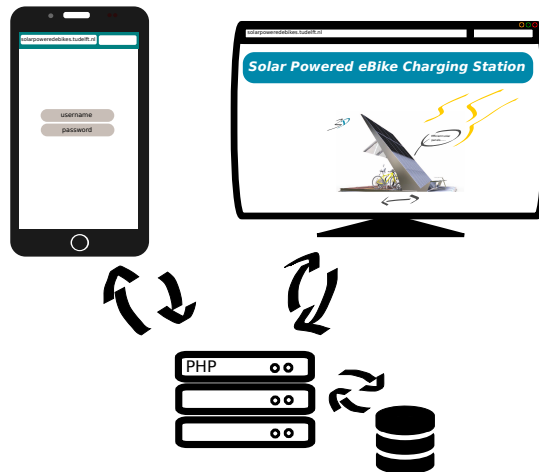 solarpoweredebikes.tudelft.nl
username
password
solarpoweredebikes.tudelft.nl
Solar Powered eBike Charging Station
PHP